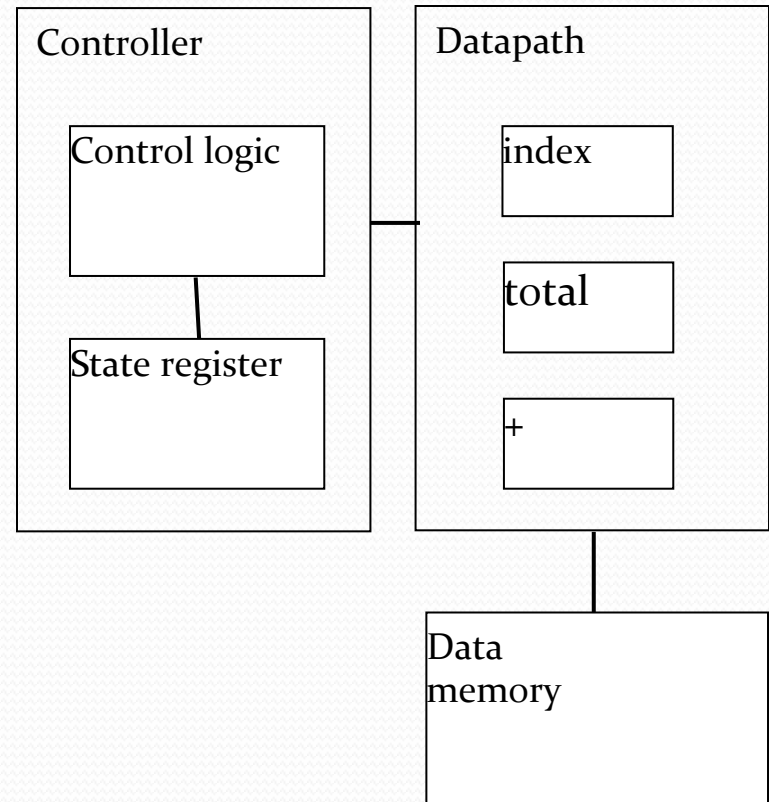 Controller
Control logic
State register
Datapath
index
total
+
Data
memory